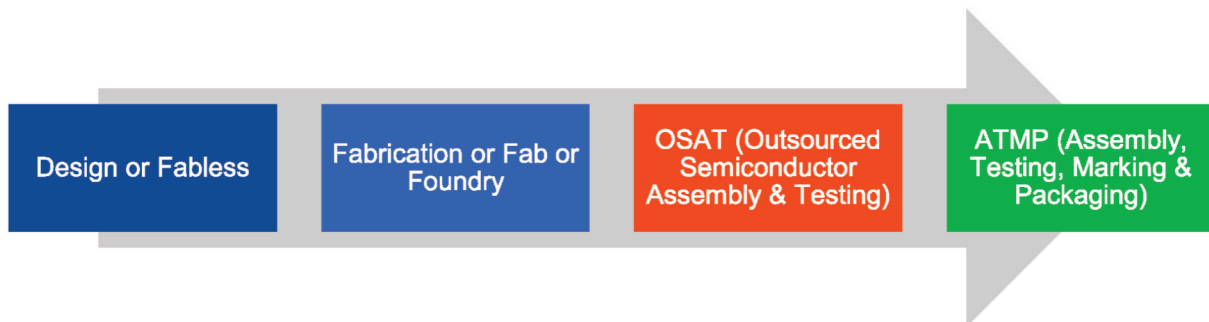 Design or Fabless
Fabrication or Fab or
Foundry
OSAT (Outsourced
Semiconductor
Assembly & Testing)
ATMP (Assembly,
Testing, Marking &
Packaging)